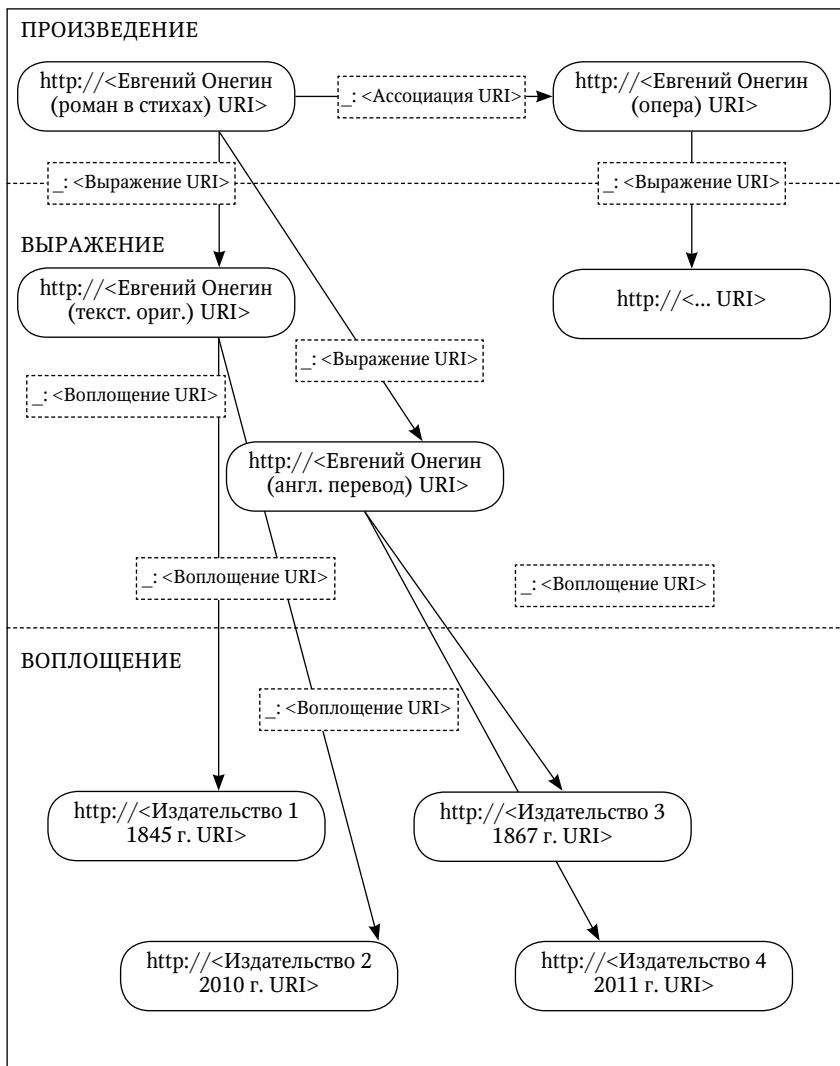 ПРОИЗВЕДЕНИЕ
http://<Евгений Онегин
(роман в стихах) URI>
_: <Ассоциация URI>
http://<Евгений Онегин
(опера) URI>
_: <Выражение URI>
_: <Выражение URI>
ВЫРАЖЕНИЕ
http://<Евгений Онегин
(текст. ориг.) URI>
http://<... URI>
_: <Выражение URI>
_: <Воплощение URI>
http://<Евгений Онегин
(англ. перевод) URI>
_: <Воплощение URI>
_: <Воплощение URI>
ВОПЛОЩЕНИЕ
_: <Воплощение URI>
http://<Издательство 1
1845 г. URI>
http://<Издательство 3
1867 г. URI>
http://<Издательство 2
2010 г. URI>
http://<Издательство 4
2011 г. URI>